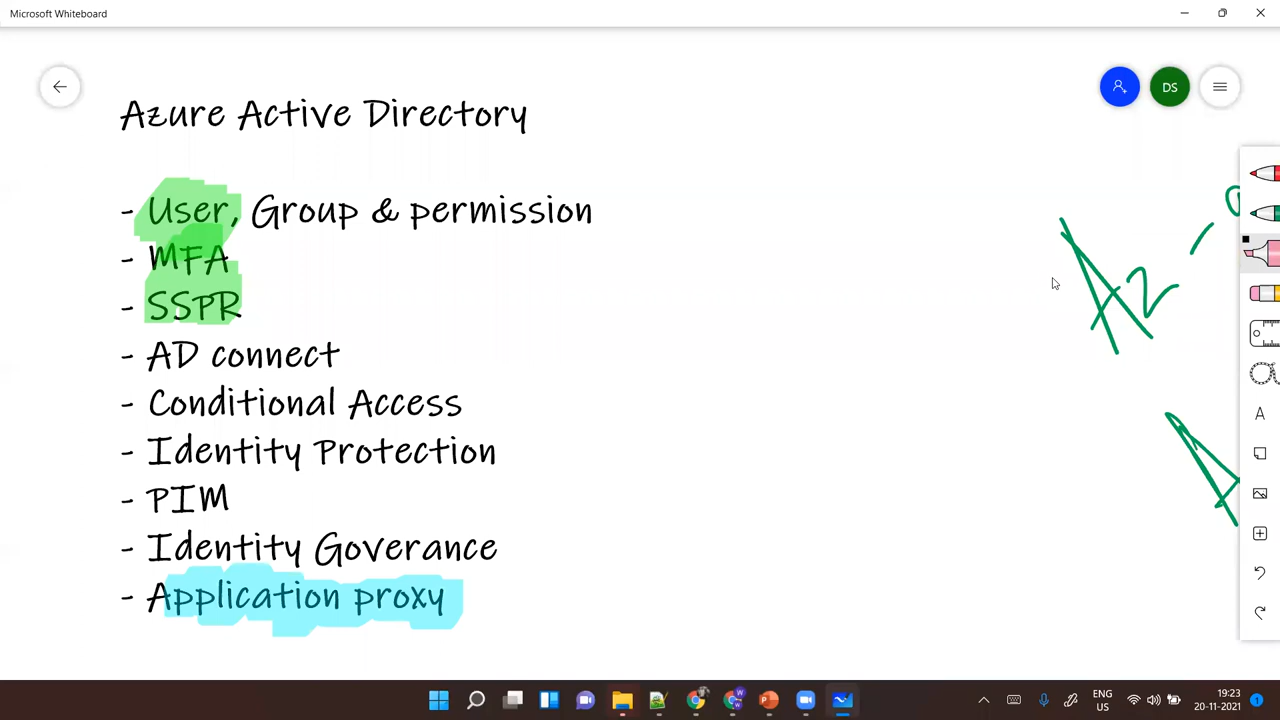 Microsoft Whiteboard
DS
Azure Active Directory
- User, Group & permission
- MFA
- SSPR
- AD connect
- Conditional Access
- Identity Protection
- PIM
- Identity Goverance
- Application proxy
AZ -
A
A
ENG
US
19:23
20-11-2021